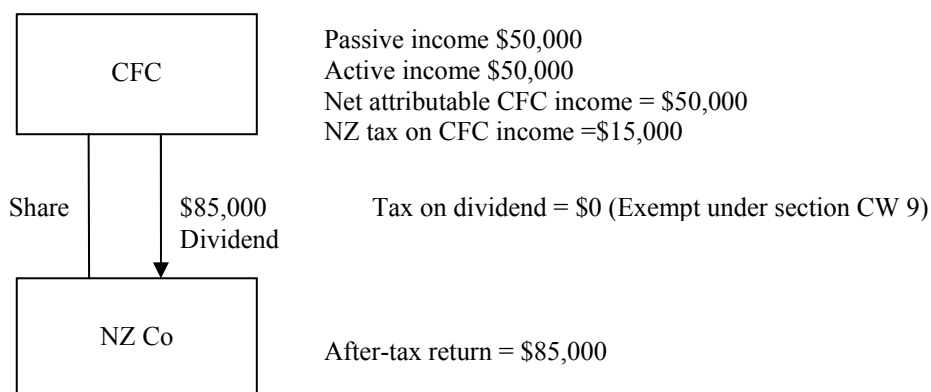 CFC
Passive income $50,000
Active income $50,000
Net attributable CFC income = $50,000
NZ tax on CFC income =$15,000
Share
$85,000
Dividend
Tax on dividend = $0 (Exempt under section CW 9)
NZ Co
After-tax return = $85,000